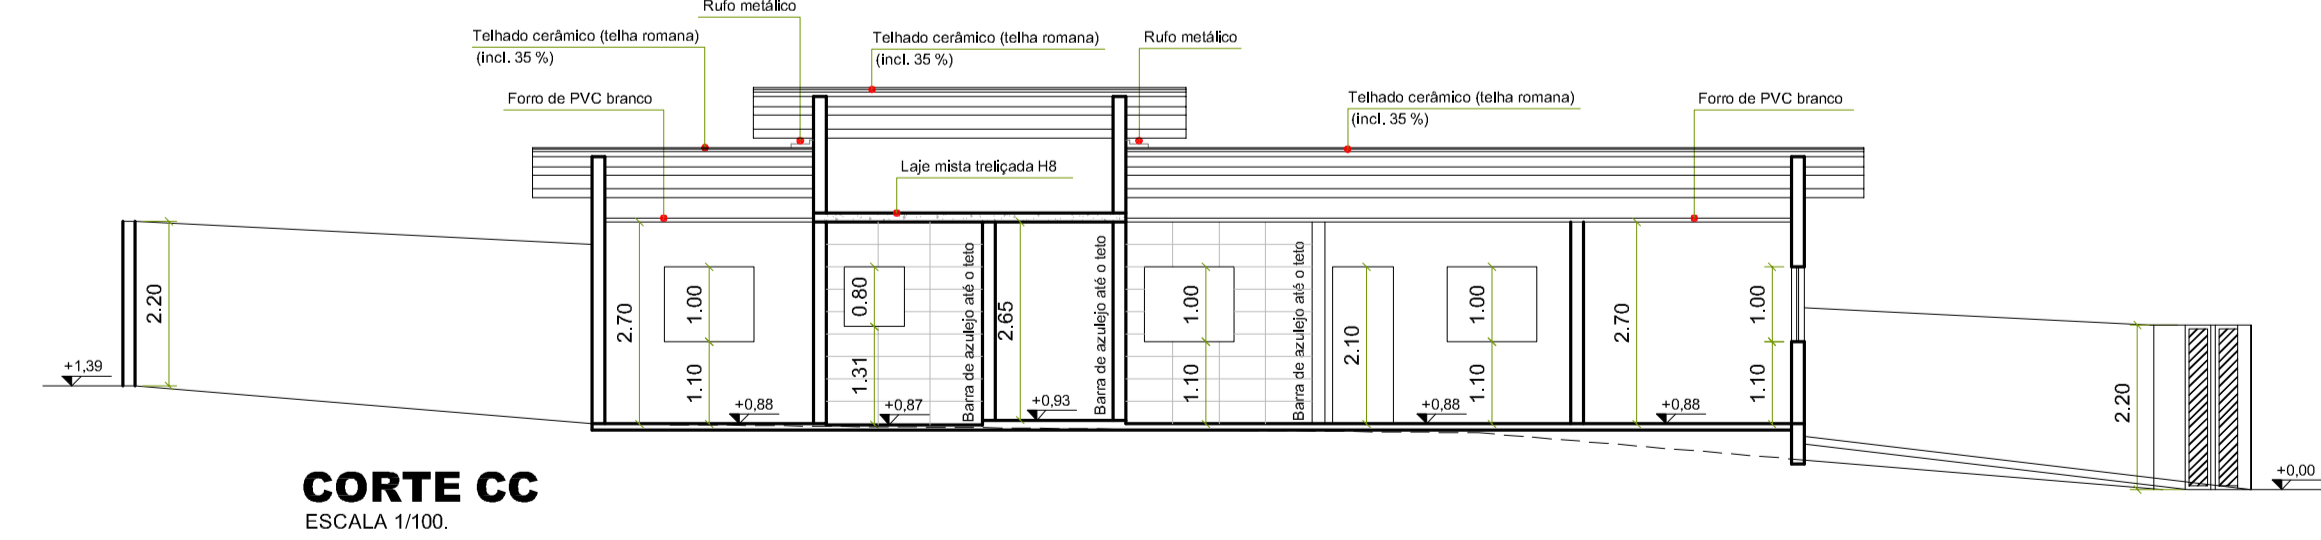 Rufo metálico
Telhado cerâmico (telha romana)
(incl. 35 %)
Telhado cerâmico (telha romana)
(incl. 35 %)
Rufo metálico
Forro de PVC branco
Telhado cerâmico (telha romana)
(incl. 35 %)
Forro de PVC branco
Laje mista treliçada H8
2.20
+1,39
2.70
1.00
1.10
+0,88
0.80
1.31
+0,87
Barra de azulejo até o teto
2.65
+0,93
Barra de azulejo até o teto
1.00
1.10
Barra de azulejo até o teto
2.10
1.00
1.10
+0,88
2.70
+0,88
1.00
1.10
2.20
+0,00
CORTE CC
ESCALA 1/100.